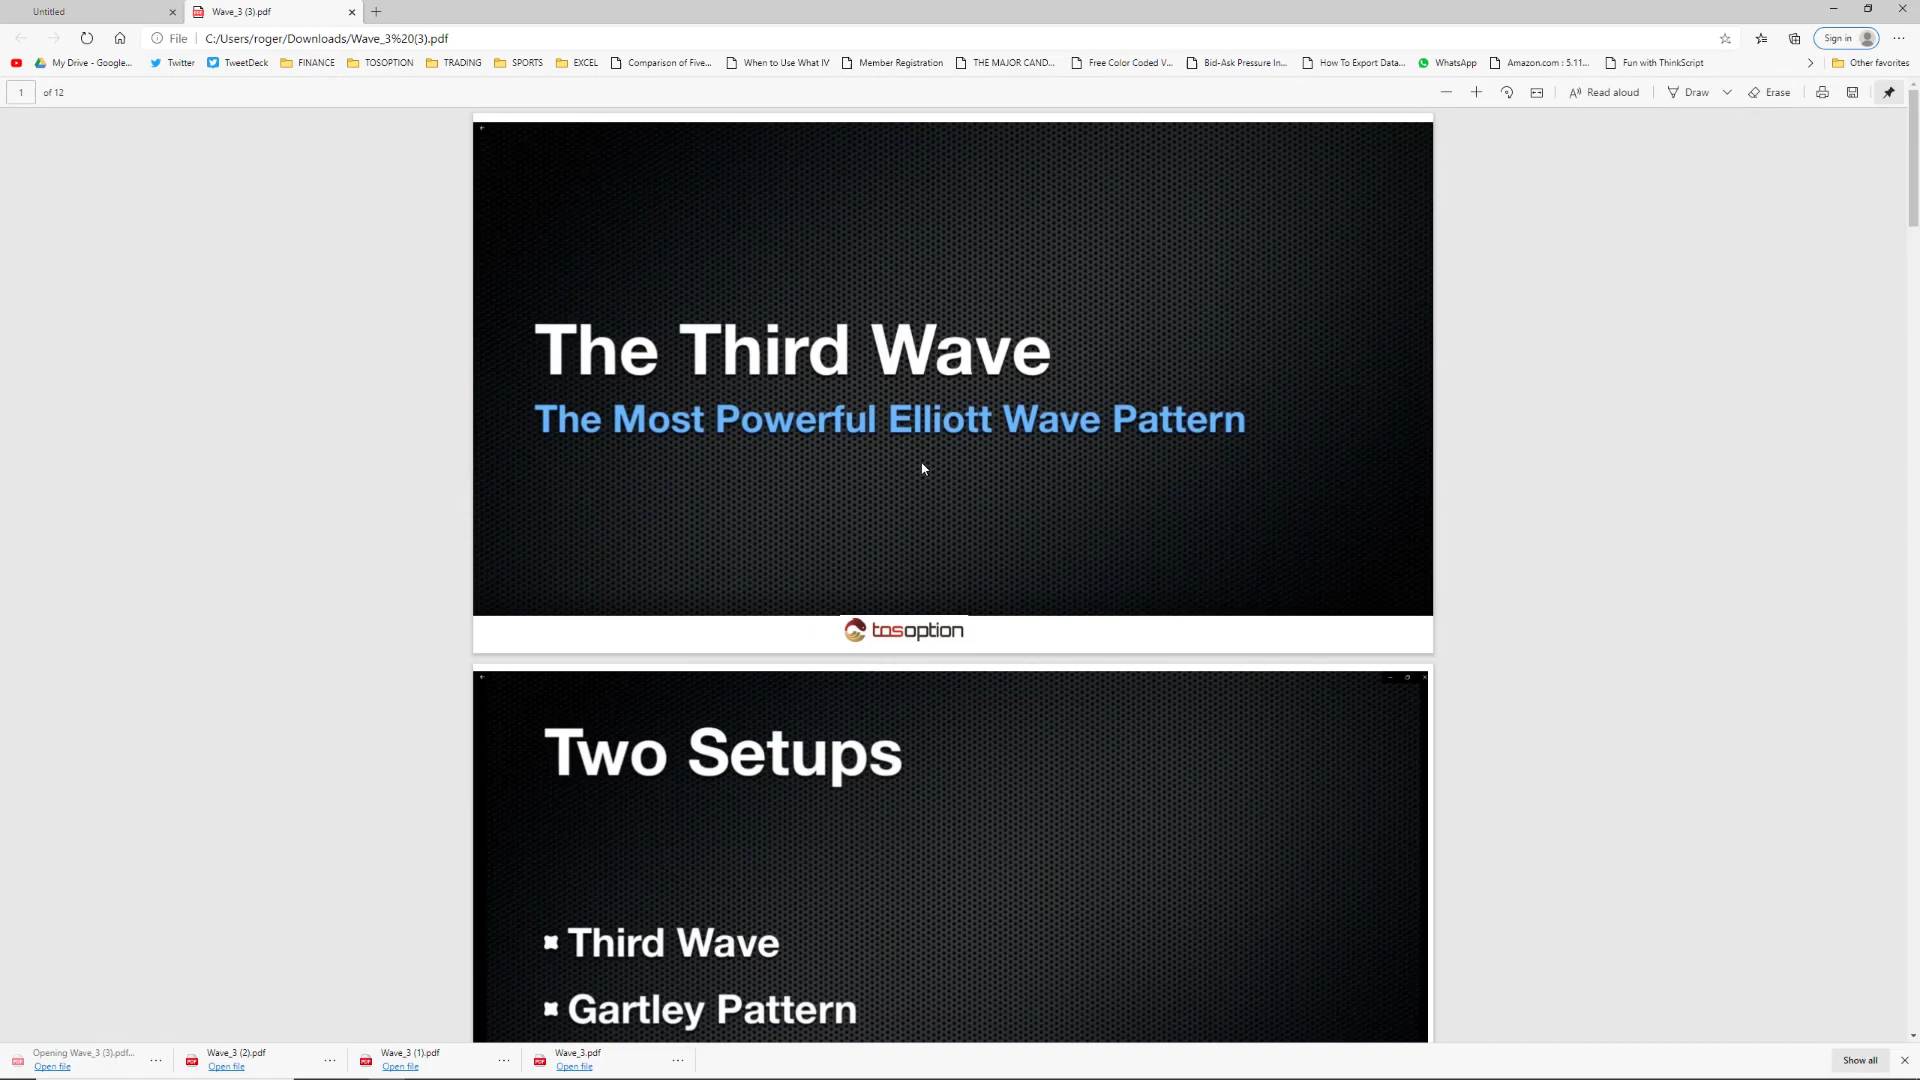 Untitled
Wave_3 (3).pdf
File
C:/Users/roger/Downloads/Wave_3%20(3).pdf
Sign in
My Drive - Google...
Twitter
TweetDeck
FINANCE
TOSOPTION
TRADING
SPORTS
EXCEL
Comparison of Five...
When to Use What IV
Member Registration
THE MAJOR CAND...
Free Color Coded V...
Bid-Ask Pressure In...
How To Export Data...
WhatsApp
Amazon.com : 5.11...
Fun with ThinkScript
Other favorites
1 of 12
Read aloud
Draw
Erase
The Third Wave
The Most Powerful Elliott Wave Pattern
tosoption
Two Setups
Third Wave
Gartley Pattern
Opening Wave_3 (3).pdf...
Open file
Wave_3 (2).pdf
Open file
Wave_3 (1).pdf
Open file
Wave_3.pdf
Open file
Show all